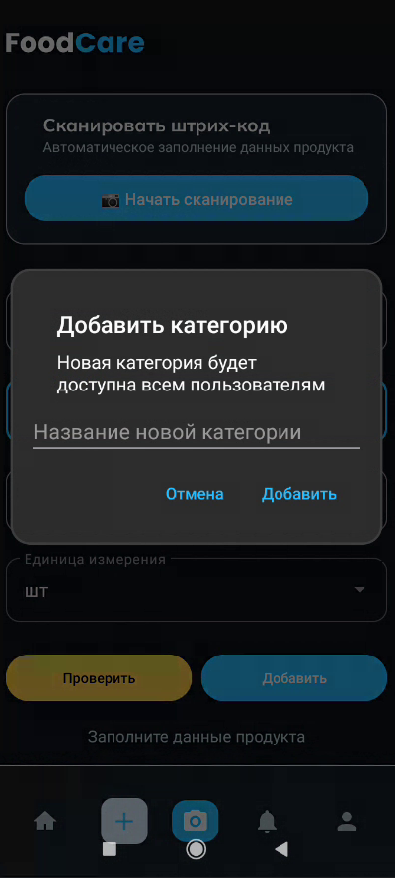 FoodCare
Сканировать штрих-код
Автоматическое заполнение данных продукта
Начать сканирование
Добавить категорию
Новая категория будет
доступна всем пользователям
Название новой категории
Отмена Добавить
Единица измерения
шт
Проверить Добавить
Заполните данные продукта